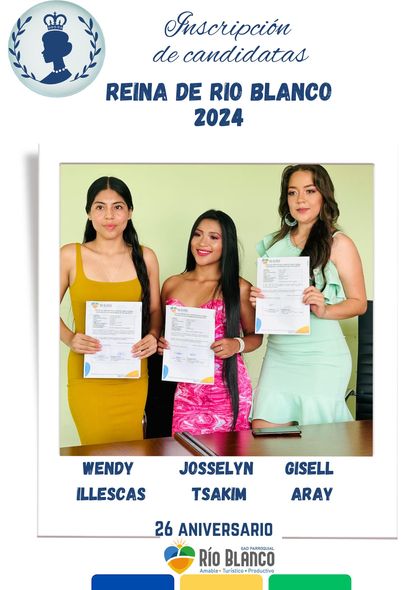 Inscripción
de candidatas
REINA DE RIO BLANCO
2024
WENDY JOSSELYN GISELL
ILLESCAS TSAKIM ARAY
26 ANIVERSARIO
GAD PARROQUIAL
RÍO BLANCO
Amable • Turístico • Productivo